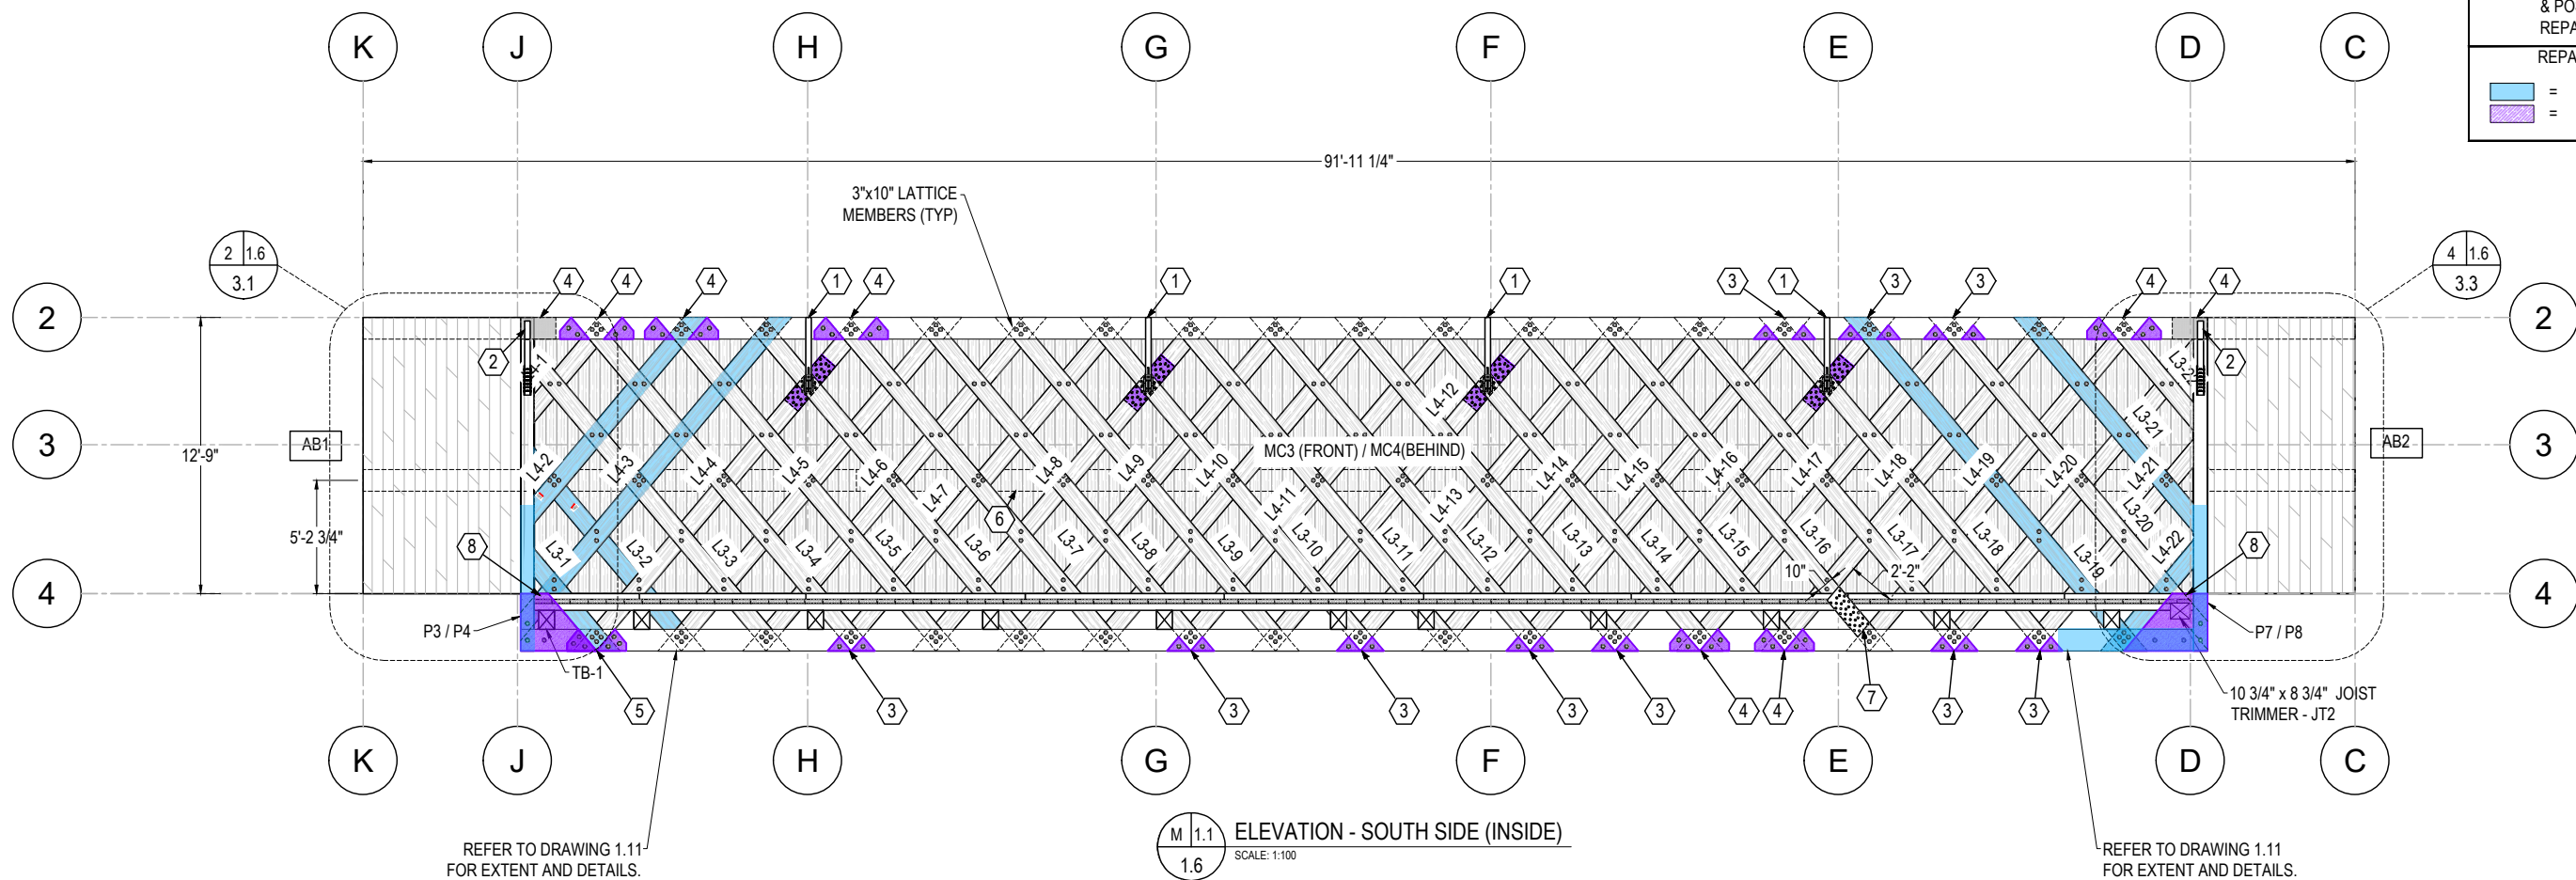 K J H G F E D C
& PO
REPA
REPA
=
=
91'-11 1/4"
3"x10" LATTICE
MEMBERS (TYP)
2 1.6
3.1
4 1.6
3.3
4 4 4 1 4 1 1 3 1 3 3 4 4
2 2
2 2
L3-22
L4-12
L3-21
3 3
AB1
MC3 (FRONT) / MC4(BEHIND)
AB2
12'-9"
L4-2 L4-3 L4-4 L4-5 L4-6 L4-7 L4-8 L4-9 L4-10 L4-11 L4-13 L4-14 L4-15 L4-16 L4-17 L4-18 L4-19 L4-20 L4-21
6
L3-20
5'-2 3/4"
8 8
L3-1 L3-2 L3-3 L3-4 L3-5 L3-6 L3-7 L3-8 L3-9 L3-10 L3-11 L3-12 L3-13 L3-14 L3-15 L3-16 L3-17 L3-18 L3-19 L4-22
10" 2'-2"
4 4
P3 / P4
P7 / P8
TB-1
10 3/4" x 8 3/4" JOIST
TRIMMER - JT2
5 3 3 3 3 3 4 4 7 3 3
K J H G F E D C
M 1.1
1.6
ELEVATION - SOUTH SIDE (INSIDE)
SCALE: 1:100
REFER TO DRAWING 1.11
FOR EXTENT AND DETAILS.
REFER TO DRAWING 1.11
FOR EXTENT AND DETAILS.